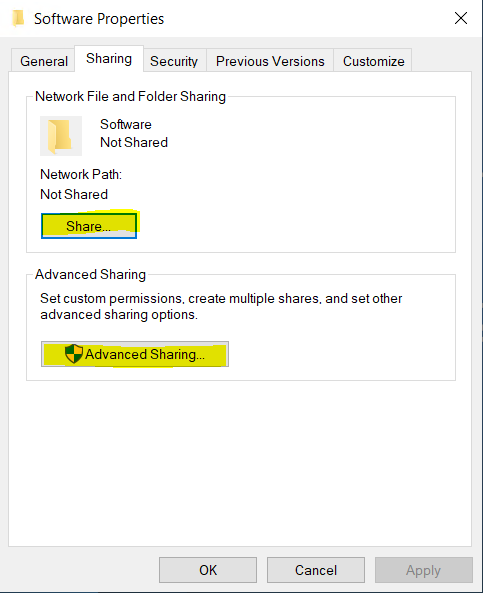 Software Properties
General Sharing Security Previous Versions Customize
Network File and Folder Sharing
Software
Not Shared
Network Path:
Not Shared
Share...
Advanced Sharing
Set custom permissions, create multiple shares, and set other
advanced sharing options.
Advanced Sharing...
OK Cancel Apply